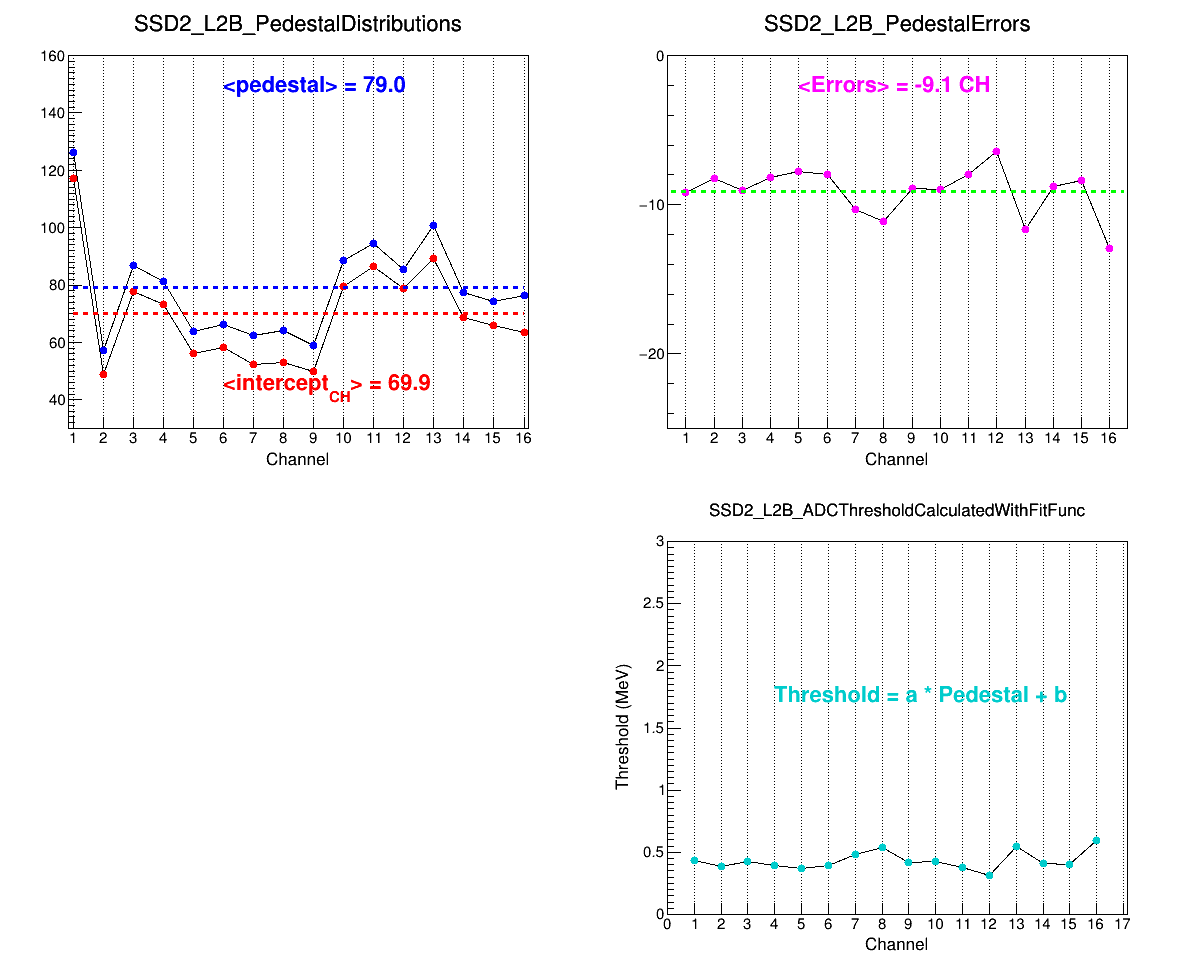 SSD2_L2B_PedestalDistributions
160
140
120
100
80
60
40
<pedestal> = 79.0
<intercept_CH> = 69.9
1 2 3 4 5 6 7 8 9 10 11 12 13 14 15 16
Channel
SSD2_L2B_PedestalErrors
0
−10
−20
<Errors> = -9.1 CH
1 2 3 4 5 6 7 8 9 10 11 12 13 14 15 16
Channel
SSD2_L2B_ADCThresholdCalculatedWithFitFunc
Threshold (MeV)
3
2.5
2
1.5
1
0.5
0
Threshold = a * Pedestal + b
0 1 2 3 4 5 6 7 8 9 10 11 12 13 14 15 16 17
Channel